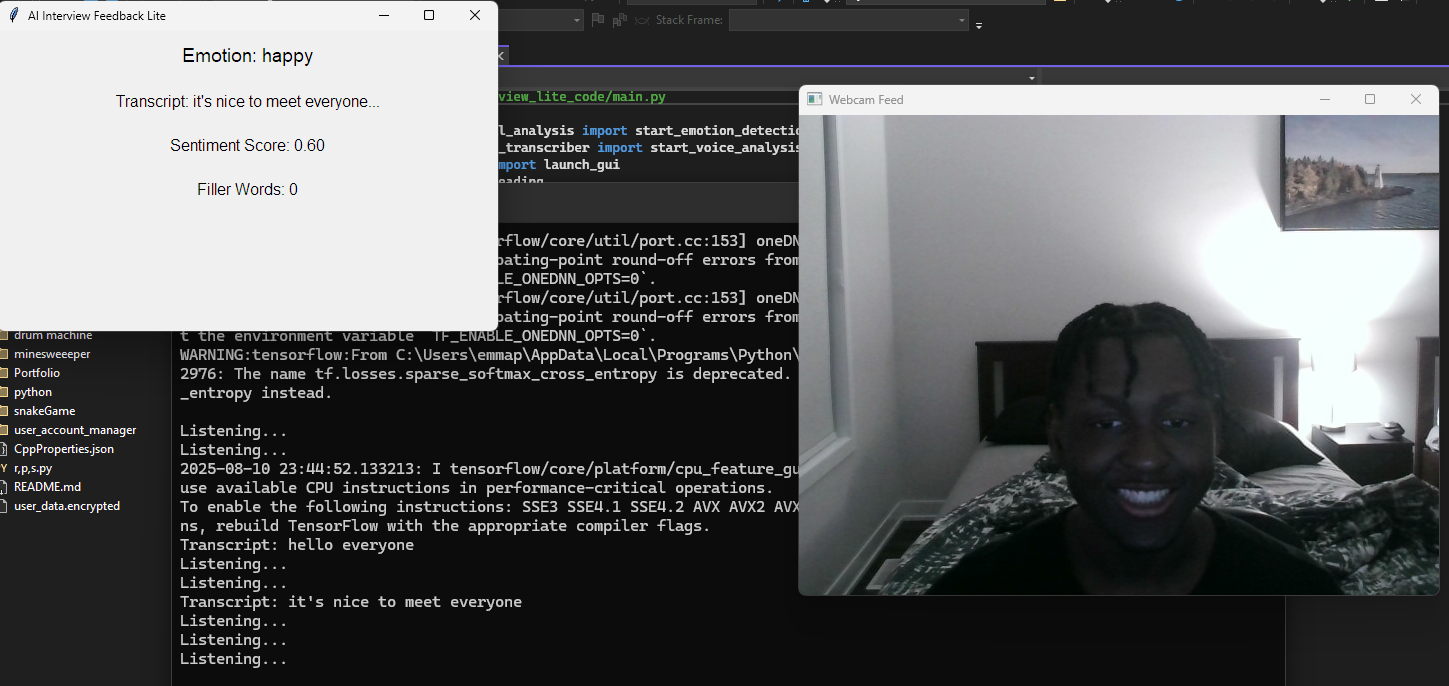 AI Interview Feedback Lite
Emotion: happy
Transcript: it's nice to meet everyone...
Sentiment Score: 0.60
Filler Words: 0
Stack Frame:
view_lite_code/main.py
l_analysis import start_emotion_detectio
_transcriber import start_voice_analysis
mport launch_gui
eading
Webcam Feed
rflow/core/util/port.cc:153] oneDN
oating-point round-off errors from
LE_ONEDNN_OPTS=0`.
rflow/core/util/port.cc:153] oneDN
oating-point round-off errors from
t the environment variable `TF_ENABLE_ONEDNN_OPTS=0`.
WARNING:tensorflow:From C:\Users\emmap\AppData\Local\Programs\Python\
2976: The name tf.losses.sparse_softmax_cross_entropy is deprecated.
_entropy instead.
Listening...
Listening...
2025-08-10 23:44:52.133213: I tensorflow/core/platform/cpu_feature_gu
use available CPU instructions in performance-critical operations.
To enable the following instructions: SSE3 SSE4.1 SSE4.2 AVX AVX2 AVX
ns, rebuild TensorFlow with the appropriate compiler flags.
Transcript: hello everyone
Listening...
Listening...
Transcript: it's nice to meet everyone
Listening...
Listening...
Listening...
drum machine
minesweeeper
Portfolio
python
snakeGame
user_account_manager
CppProperties.json
r,p,s.py
README.md
user_data.encrypted